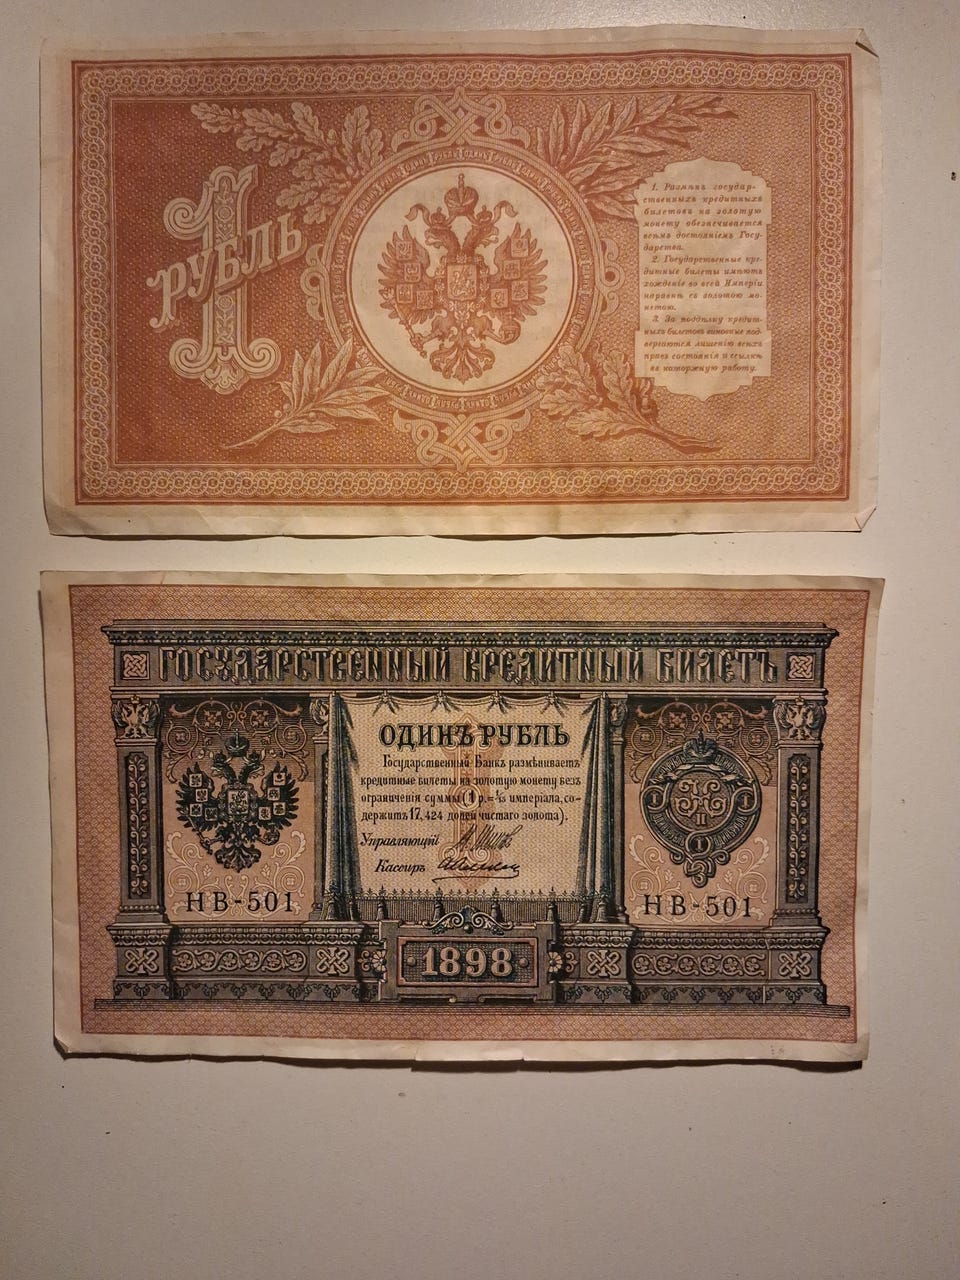 1
РУБЛЬ
1. Размѣнъ государ-
ственныхъ кредитныхъ
билетовъ на золотую
монету обезпечивается
всѣмъ достояніемъ Госу-
дарства.
2. Государственные кре-
дитные билеты имѣютъ
хожденіе во всей Имперіи
наравнѣ съ золотою мо-
нетою.
3. За поддѣлку кредит-
ныхъ билетовъ виновные под-
вергаются лишенію всѣхъ
правъ состоянія и ссылкѣ
въ каторжную работу.
ГОСУДАРСТВЕННЫЙ КРЕДИТНЫЙ БИЛЕТЪ
ОДИНЪ РУБЛЬ
Государственный Банкъ размѣниваетъ
кредитные билеты на золотую монету безъ
ограниченія суммы (1 р.= 1/15 имперіала, со-
держитъ 17,424 долей чистаго золота).
Управляющій
Кассиръ
НВ-501
НВ-501
1898